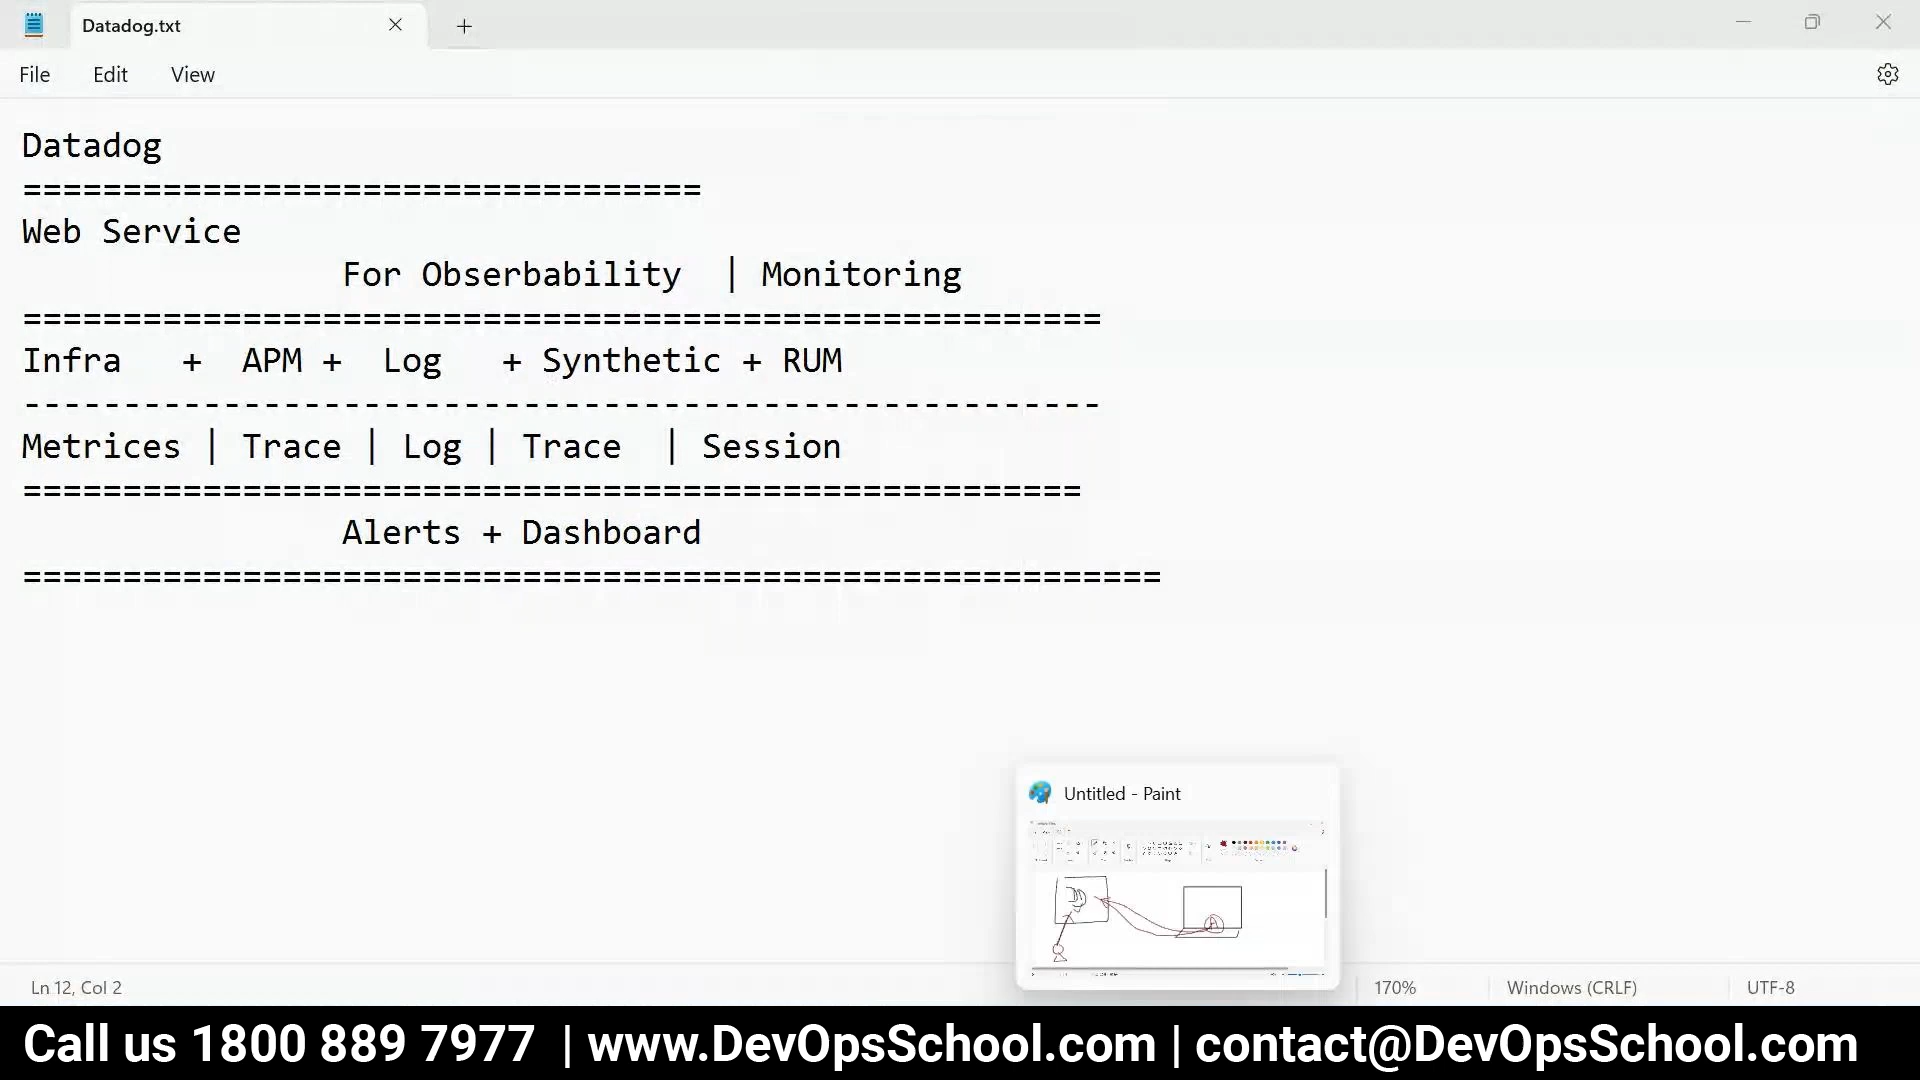 Datadog.txt
File Edit View
Datadog
==================================
Web Service
For Obserbability | Monitoring
======================================================
Infra + APM + Log + Synthetic + RUM
------------------------------------------------------
Metrices | Trace | Log | Trace | Session
=====================================================
Alerts + Dashboard
=========================================================
Untitled - Paint
Ln 12, Col 2 170% Windows (CRLF) UTF-8
Call us 1800 889 7977 | www.DevOpsSchool.com | contact@DevOpsSchool.com